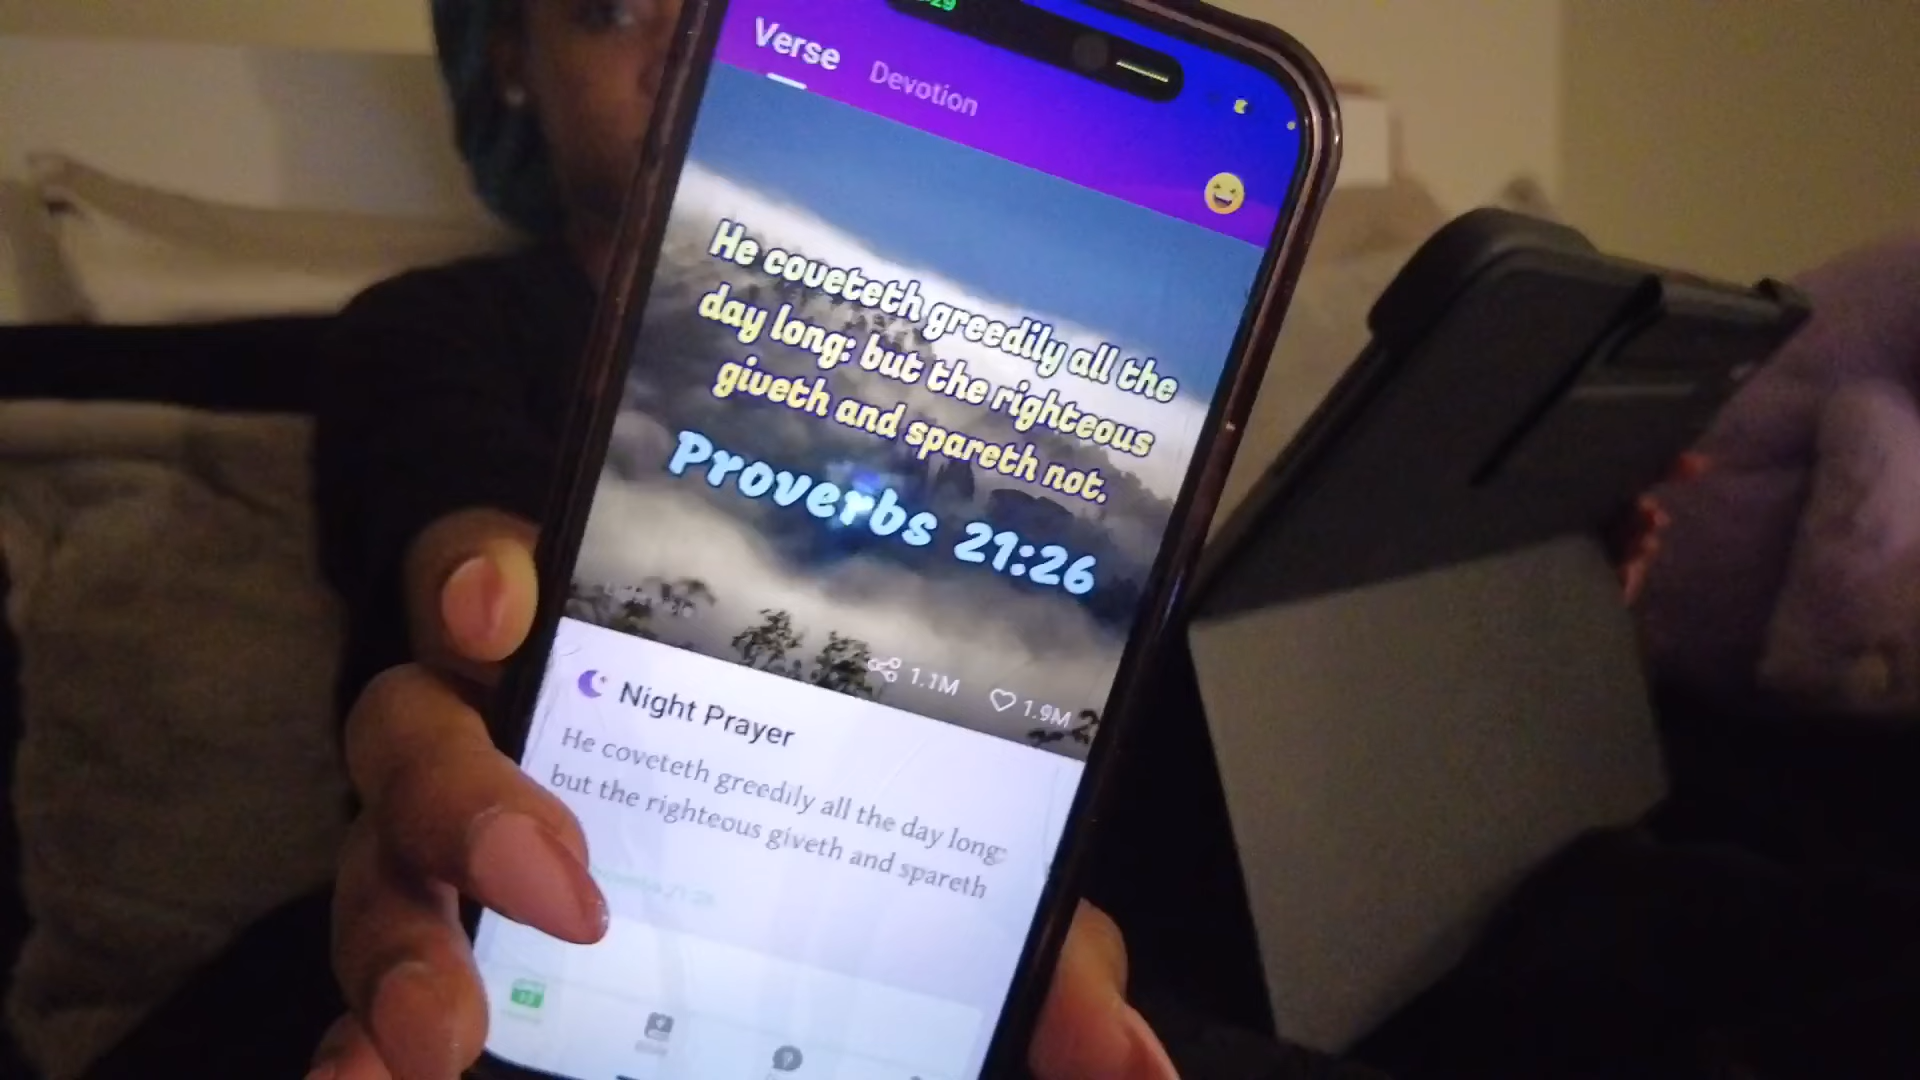 Verse Devotion
He coveteth greedily all the
day long: but the righteous
giveth and spareth not.
Proverbs 21:26
1.1M 1.9M
Night Prayer
He coveteth greedily all the day long:
but the righteous giveth and spareth